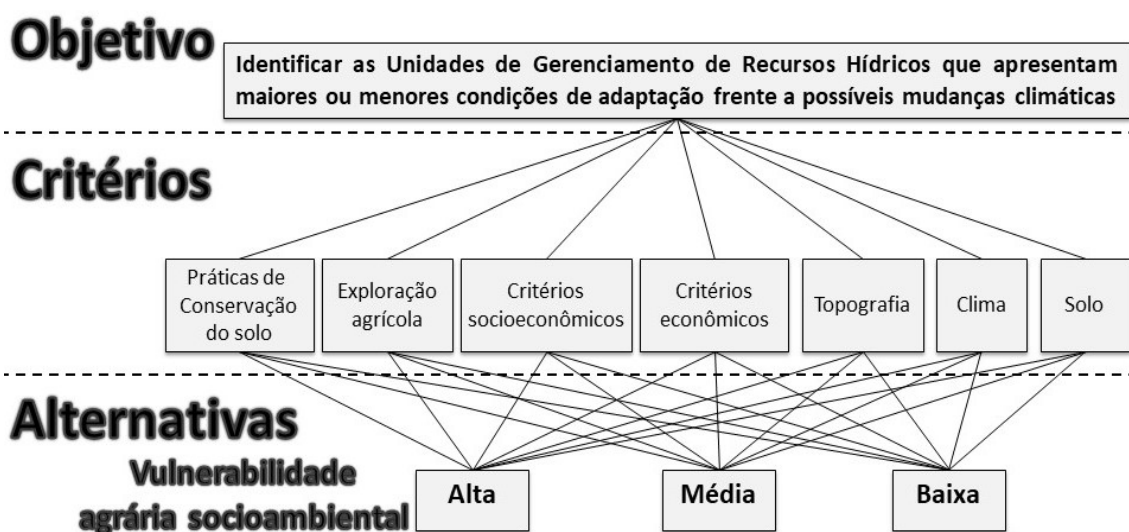 Objetivo
Identificar as Unidades de Gerenciamento de Recursos Hídricos que apresentam
maiores ou menores condições de adaptação frente a possíveis mudanças climáticas
Critérios
Práticas de
Conservação
do solo
Exploração
agrícola
Critérios
socioeconômicos
Critérios
econômicos
Topografia
Clima
Solo
Alternativas
Vulnerabilidade
agrária socioambiental
Alta
Média
Baixa